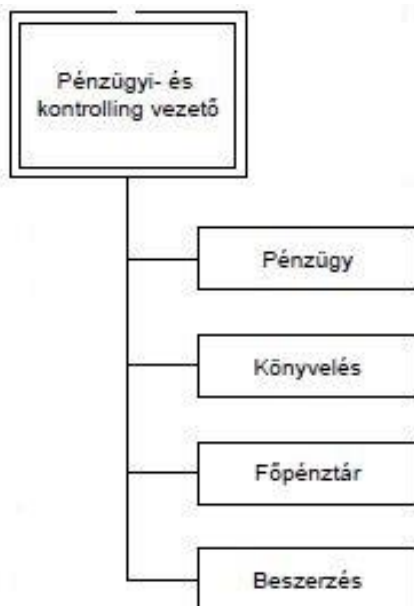 Pénzügyi- és
kontrolling vezető
Pénzügy
Könyvelés
Főpénztár
Beszerzés